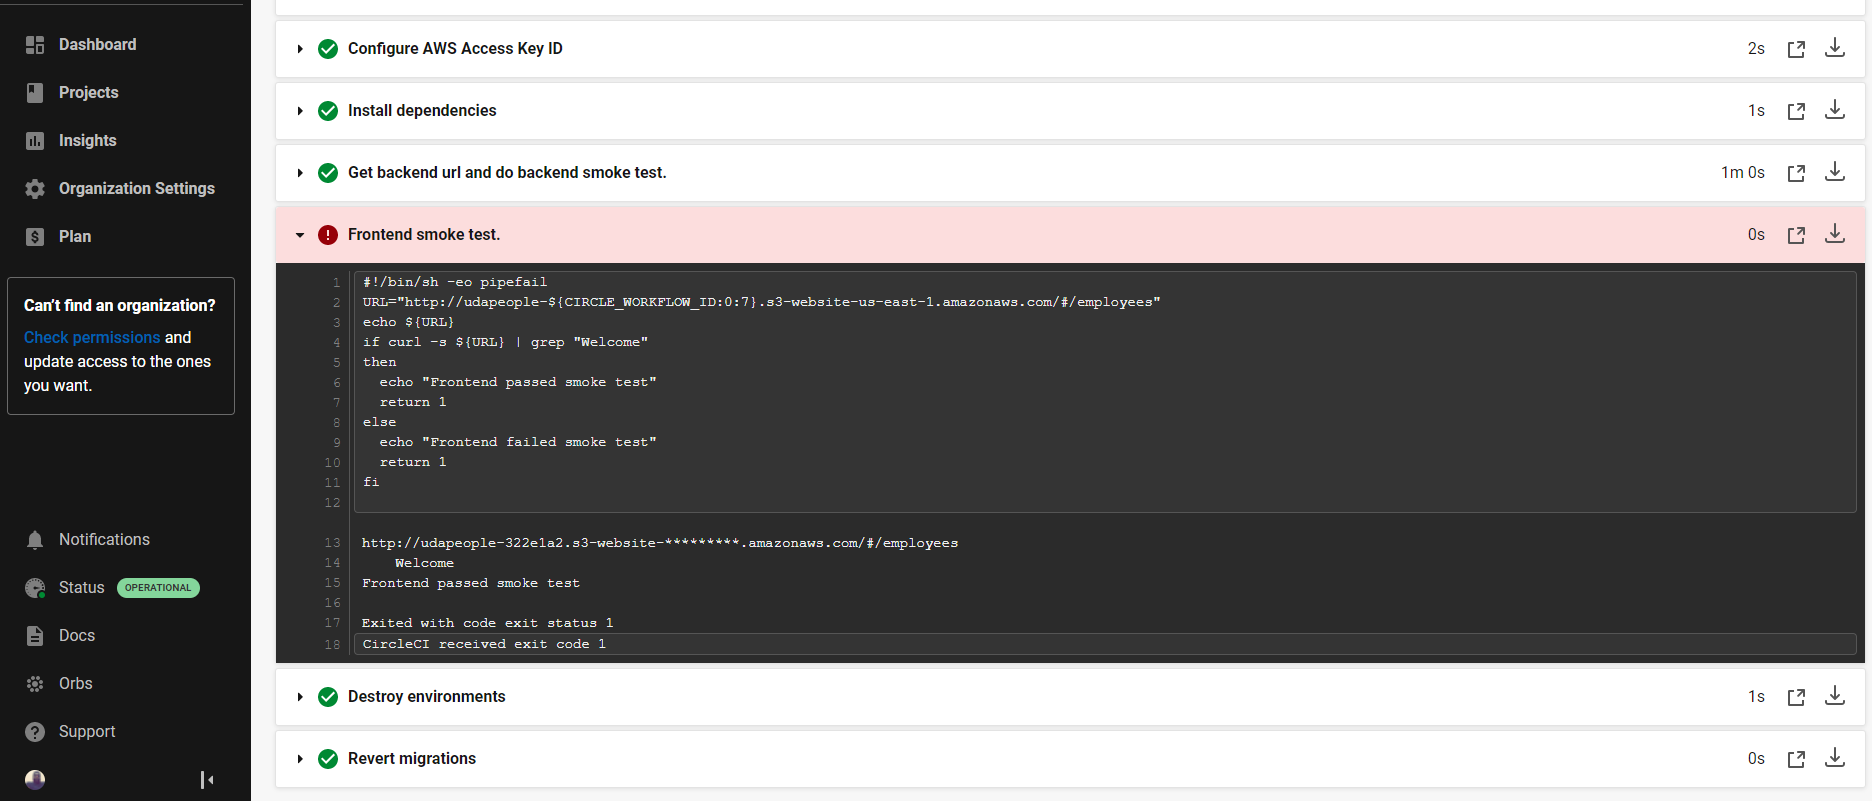 Dashboard
Projects
Insights
Organization Settings
Plan
Can't find an organization?
Check permissions and
update access to the ones
you want.
Notifications
Status OPERATIONAL
Docs
Orbs
Support
Configure AWS Access Key ID 2s
Install dependencies 1s
Get backend url and do backend smoke test. 1m 0s
Frontend smoke test. 0s
1 #!/bin/sh -eo pipefail
2 URL="http://udapeople-${CIRCLE_WORKFLOW_ID:0:7}.s3-website-us-east-1.amazonaws.com/#/employees"
3 echo ${URL}
4 if curl -s ${URL} | grep "Welcome"
5 then
6   echo "Frontend passed smoke test"
7   return 1
8 else
9   echo "Frontend failed smoke test"
10   return 1
11 fi
12
13 http://udapeople-322e1a2.s3-website-*********.amazonaws.com/#/employees
14     Welcome
15 Frontend passed smoke test
16
17 Exited with code exit status 1
18 CircleCI received exit code 1
Destroy environments 1s
Revert migrations 0s